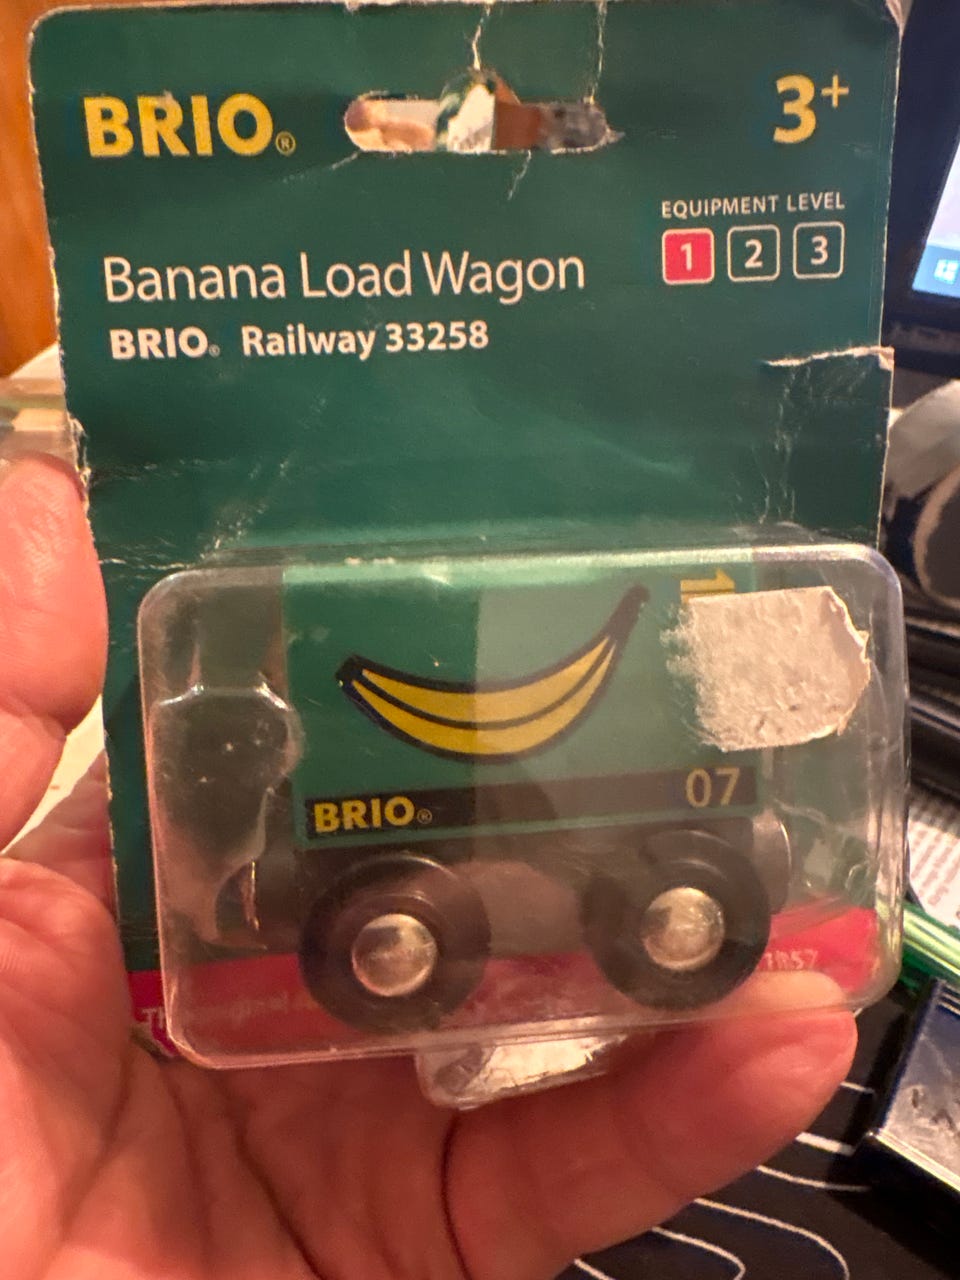 BRIO®
3+
EQUIPMENT LEVEL
1 2 3
Banana Load Wagon
BRIO® Railway 33258
BRIO®
07